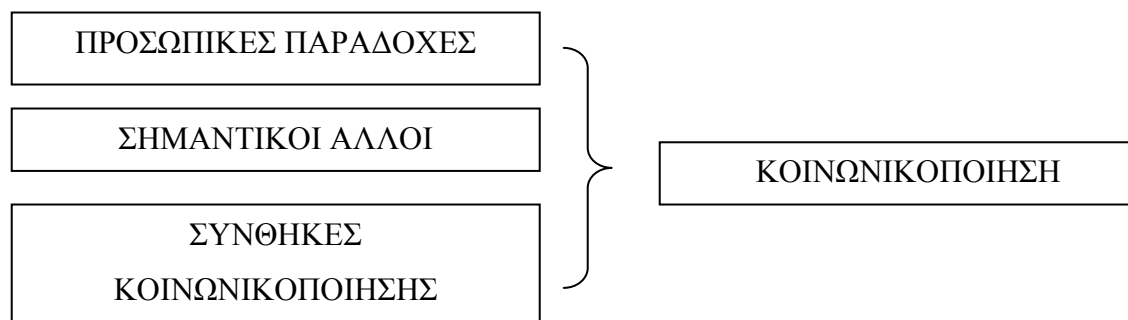 ΠΡΟΣΩΠΙΚΕΣ ΠΑΡΑΔΟΧΕΣ
ΣΗΜΑΝΤΙΚΟΙ ΑΛΛΟΙ
ΣΥΝΘΗΚΕΣ
ΚΟΙΝΩΝΙΚΟΠΟΙΗΣΗΣ
ΚΟΙΝΩΝΙΚΟΠΟΙΗΣΗ